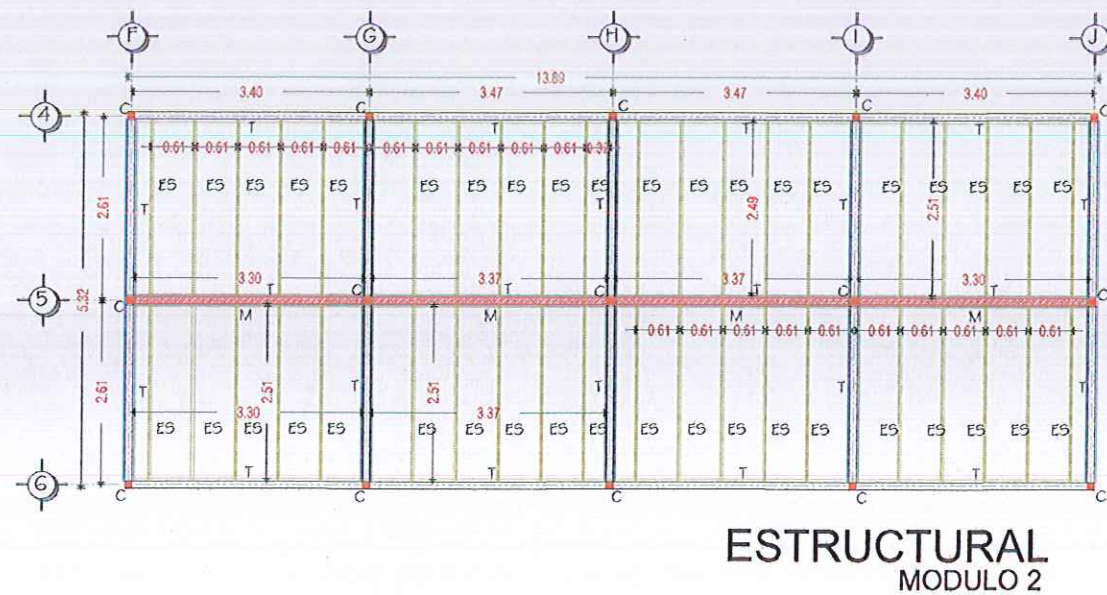 F G H I J
13.89
3.40 3.47 3.47 3.40
4 C C C C C
T T T T
0.61 0.61 0.61 0.61 0.61 0.61 0.61 0.61 0.61 0.61
ES ES ES ES ES ES ES ES ES ES ES ES ES ES ES ES ES ES ES ES
2.61 T T T 2.49 T 2.51 T
3.30 3.37 3.37 3.30
T T T T
5 C C C C C
5.32
M M M M
0.61 0.61 0.61 0.61 0.61 0.61 0.61 0.61 0.61 0.61
2.61 T 2.51 T 2.51 T T T
3.30 3.37
ES ES ES ES ES ES ES ES ES ES ES ES ES ES ES ES ES ES ES ES
T T T T
6 C C C C C
ESTRUCTURAL
MODULO 2